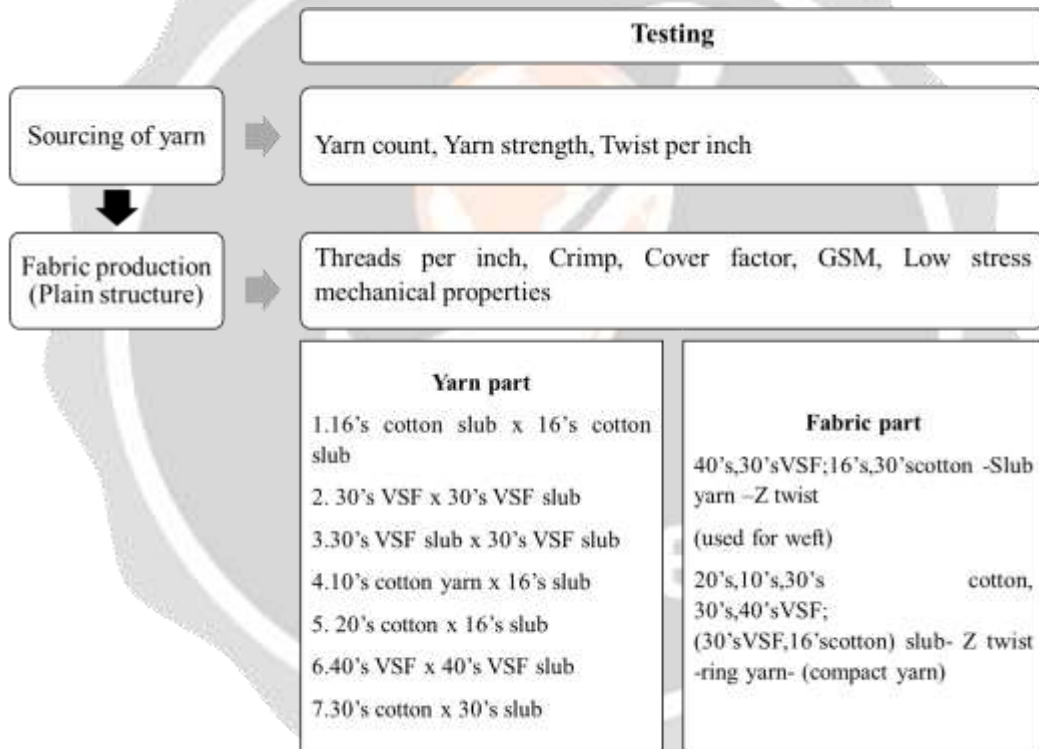 Testing
Sourcing of yarn
Yarn count, Yarn strength, Twist per inch
Fabric production
(Plain structure)
Threads per inch, Crimp, Cover factor, GSM, Low stress
mechanical properties
Yarn part
1.16’s cotton slub x 16’s cotton
slub
2. 30’s VSF x 30’s VSF slub
3.30’s VSF slub x 30’s VSF slub
4.10’s cotton yarn x 16’s slub
5. 20’s cotton x 16’s slub
6.40’s VSF x 40’s VSF slub
7.30’s cotton x 30’s slub
Fabric part
40’s,30’sVSF;16’s,30’scotton -Slub
yarn –Z twist
(used for weft)
20’s,10’s,30’s cotton,
30’s,40’sVSF;
(30’sVSF,16’scotton) slub- Z twist
-ring yarn- (compact yarn)